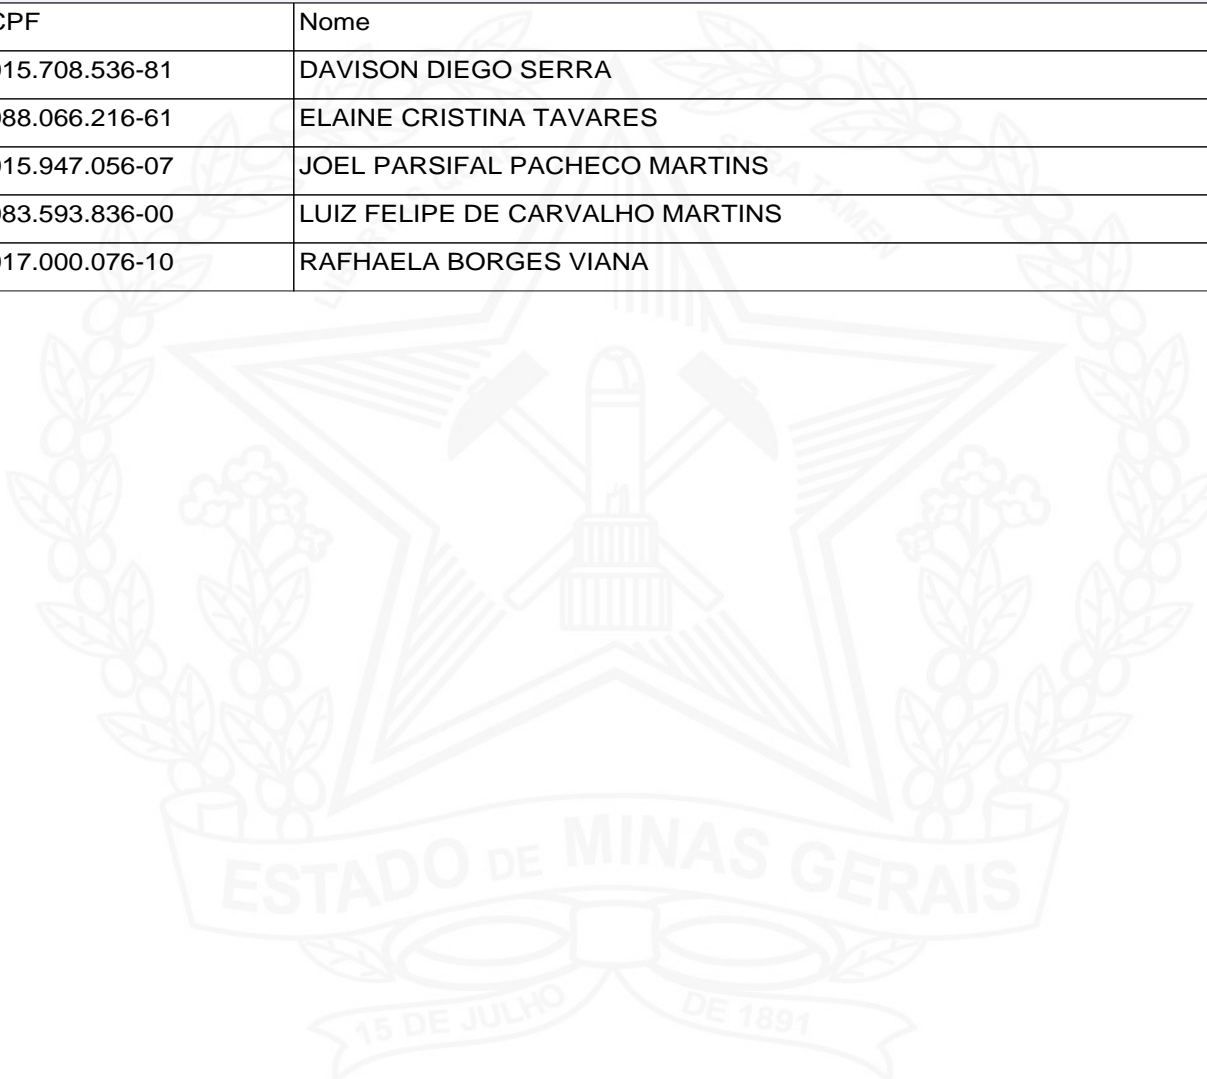 CPF Nome
015.708.536-81 DAVISON DIEGO SERRA
088.066.216-61 ELAINE CRISTINA TAVARES
015.947.056-07 JOEL PARSIFAL PACHECO MARTINS
083.593.836-00 LUIZ FELIPE DE CARVALHO MARTINS
017.000.076-10 RAFHAELA BORGES VIANA
SERA TAMEN
ESTADO DE MINAS GERAIS
15 DE JULHO DE 1891